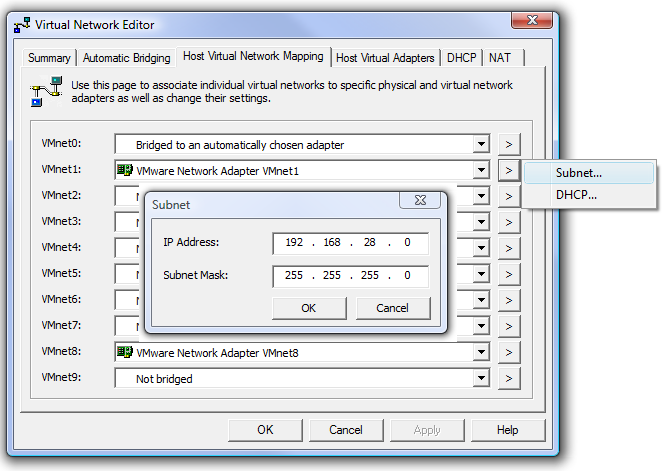 Virtual Network Editor
Summary
Automatic Bridging
Host Virtual Network Mapping
Host Virtual Adapters
DHCP
NAT
Use this page to associate individual virtual networks to specific physical and virtual network
adapters as well as change their settings.
VMnet0:
Bridged to an automatically chosen adapter
>
VMnet1:
VMware Network Adapter VMnet1
>
Subnet...
DHCP...
VMnet2:
>
VMnet3:
>
VMnet4:
>
VMnet5:
>
VMnet6:
>
VMnet7:
>
Subnet
IP Address:
192 . 168 . 28 . 0
Subnet Mask:
255 . 255 . 255 . 0
OK
Cancel
VMnet8:
VMware Network Adapter VMnet8
>
VMnet9:
Not bridged
>
OK
Cancel
Apply
Help